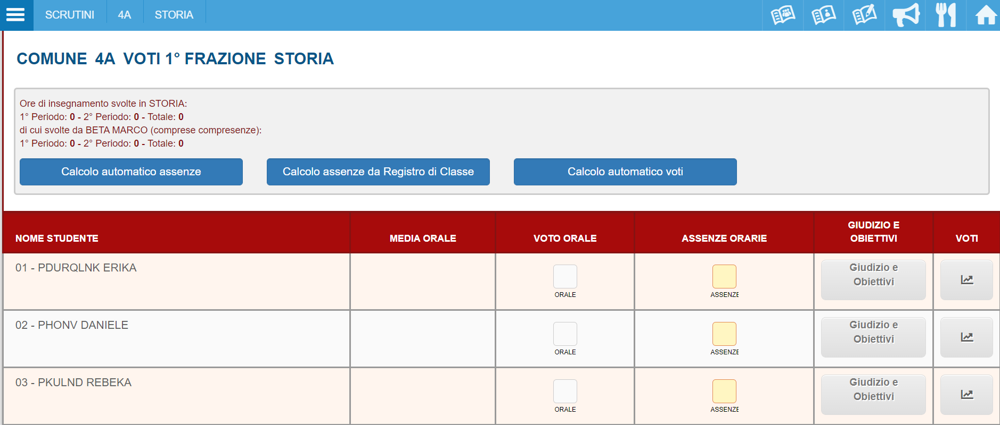 SCRUTINI 4A STORIA
COMUNE 4A VOTI 1° FRAZIONE STORIA
Ore di insegnamento svolte in STORIA:
1° Periodo: 0 - 2° Periodo: 0 - Totale: 0
di cui svolte da BETA MARCO (comprese compresenze):
1° Periodo: 0 - 2° Periodo: 0 - Totale: 0
Calcolo automatico assenze
Calcolo assenze da Registro di Classe
Calcolo automatico voti
NOME STUDENTE
MEDIA ORALE
VOTO ORALE
ASSENZE ORARIE
GIUDIZIO E
OBIETTIVI
VOTI
01 - PDURQLNK ERIKA
ORALE
ASSENZE
Giudizio e
Obiettivi
02 - PHONV DANIELE
ORALE
ASSENZE
Giudizio e
Obiettivi
03 - PKULND REBEKA
ORALE
ASSENZE
Giudizio e
Obiettivi